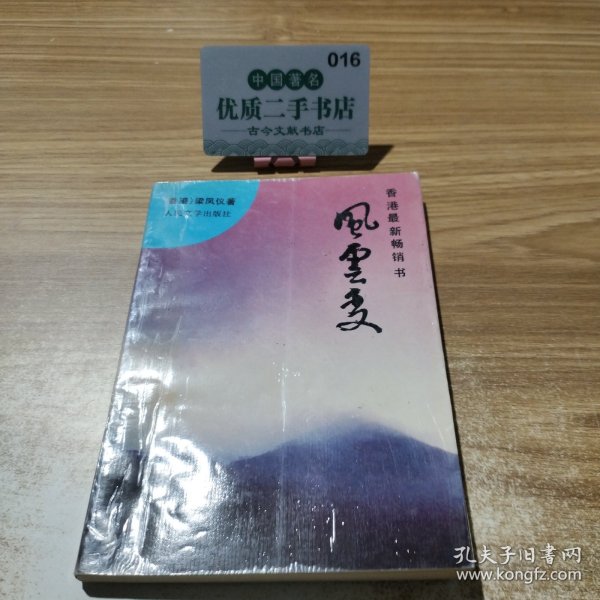 016
中国著名
优质二手书店
古今文献书店
(香港)梁凤仪著
人民文学出版社
香港最新畅销书
風雲变
孔夫子旧书网
www.kongfz.com